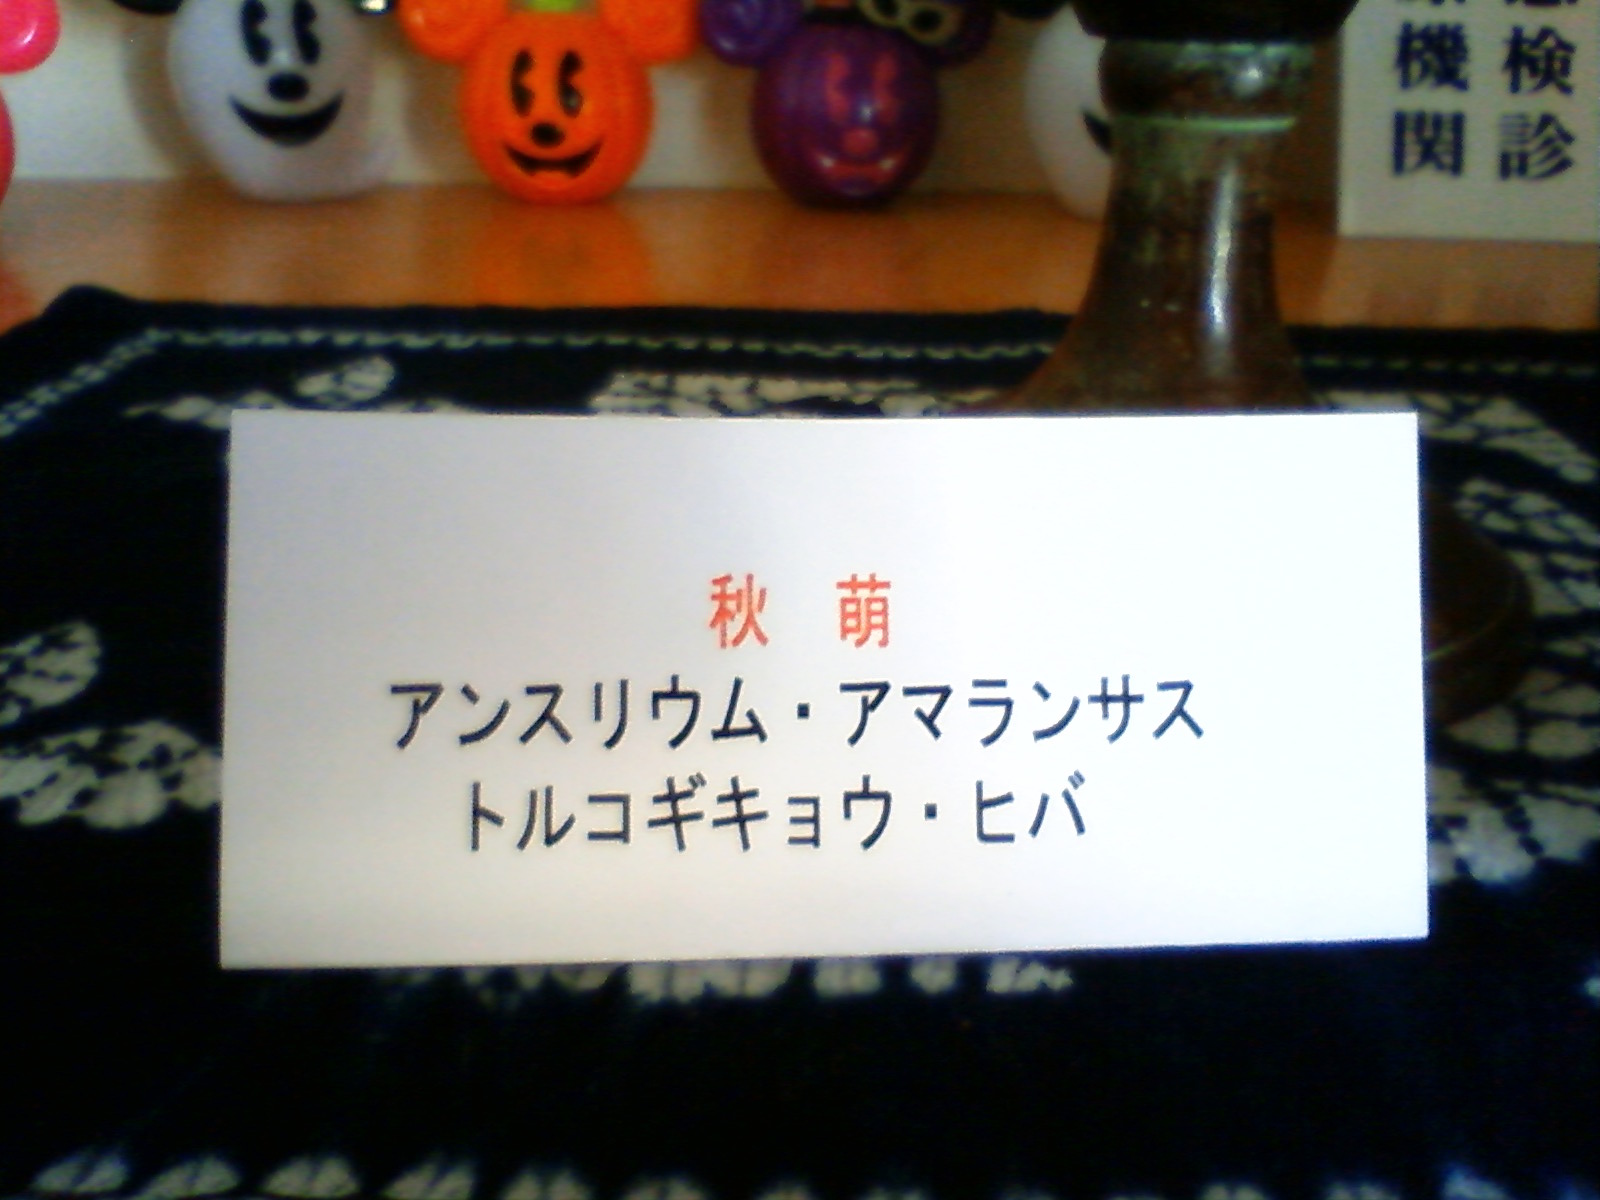 秋 萌
アンスリウム・アマランサス
トルコギキョウ・ヒバ
検診
機関